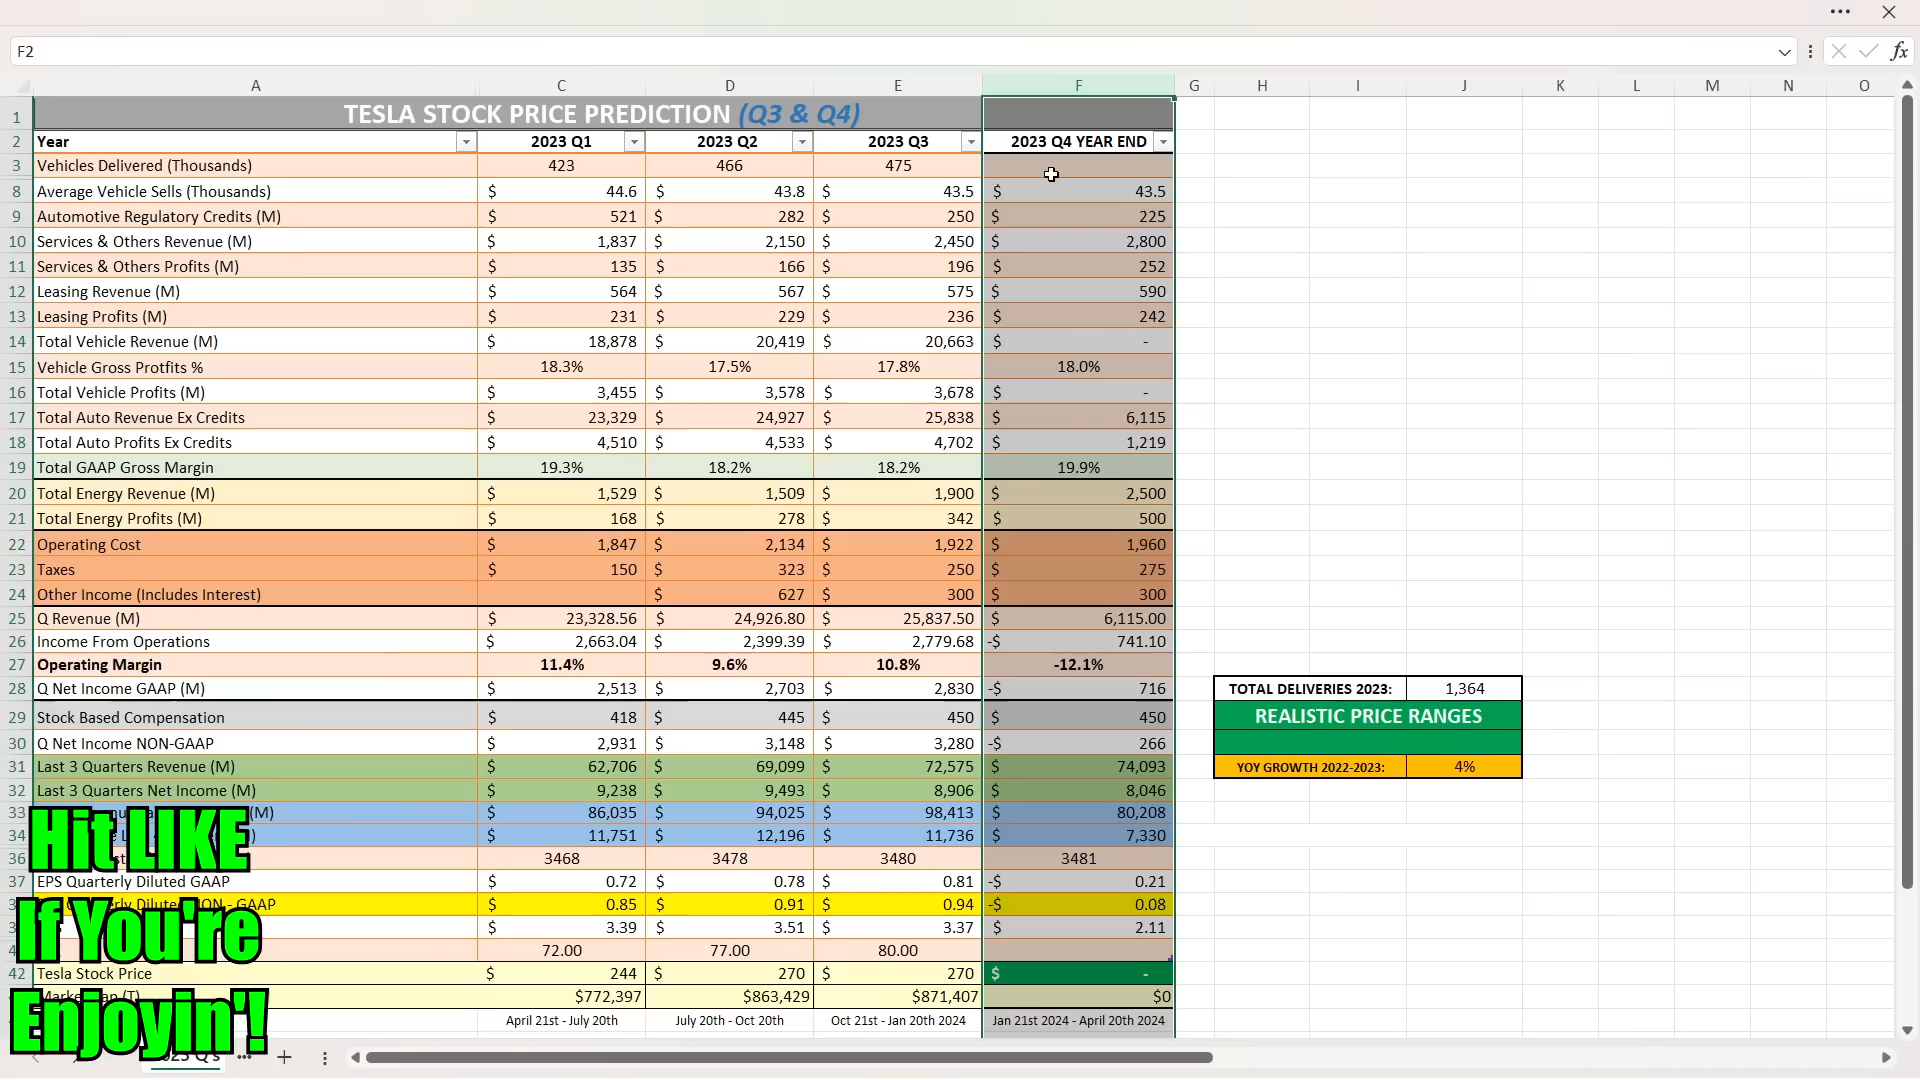 F2
fx
A C D E F G H I J K L M N O
1 TESLA STOCK PRICE PREDICTION (Q3 & Q4)
2 Year 2023 Q1 2023 Q2 2023 Q3 2023 Q4 YEAR END
3 Vehicles Delivered (Thousands) 423 466 475
8 Average Vehicle Sells (Thousands) $ 44.6 $ 43.8 $ 43.5 $ 43.5
9 Automotive Regulatory Credits (M) $ 521 $ 282 $ 250 $ 225
10 Services & Others Revenue (M) $ 1,837 $ 2,150 $ 2,450 $ 2,800
11 Services & Others Profits (M) $ 135 $ 166 $ 196 $ 252
12 Leasing Revenue (M) $ 564 $ 567 $ 575 $ 590
13 Leasing Profits (M) $ 231 $ 229 $ 236 $ 242
14 Total Vehicle Revenue (M) $ 18,878 $ 20,419 $ 20,663 $ -
15 Vehicle Gross Protfits % 18.3% 17.5% 17.8% 18.0%
16 Total Vehicle Profits (M) $ 3,455 $ 3,578 $ 3,678 $ -
17 Total Auto Revenue Ex Credits $ 23,329 $ 24,927 $ 25,838 $ 6,115
18 Total Auto Profits Ex Credits $ 4,510 $ 4,533 $ 4,702 $ 1,219
19 Total GAAP Gross Margin 19.3% 18.2% 18.2% 19.9%
20 Total Energy Revenue (M) $ 1,529 $ 1,509 $ 1,900 $ 2,500
21 Total Energy Profits (M) $ 168 $ 278 $ 342 $ 500
22 Operating Cost $ 1,847 $ 2,134 $ 1,922 $ 1,960
23 Taxes $ 150 $ 323 $ 250 $ 275
24 Other Income (Includes Interest) $ 627 $ 300 $ 300
25 Q Revenue (M) $ 23,328.56 $ 24,926.80 $ 25,837.50 $ 6,115.00
26 Income From Operations $ 2,663.04 $ 2,399.39 $ 2,779.68 -$ 741.10
27 Operating Margin 11.4% 9.6% 10.8% -12.1%
28 Q Net Income GAAP (M) $ 2,513 $ 2,703 $ 2,830 -$ 716 TOTAL DELIVERIES 2023: 1,364
29 Stock Based Compensation $ 418 $ 445 $ 450 $ 450 REALISTIC PRICE RANGES
30 Q Net Income NON-GAAP $ 2,931 $ 3,148 $ 3,280 -$ 266
31 Last 3 Quarters Revenue (M) $ 62,706 $ 69,099 $ 72,575 $ 74,093 YOY GROWTH 2022-2023: 4%
32 Last 3 Quarters Net Income (M) $ 9,238 $ 9,493 $ 8,906 $ 8,046
33 (M) $ 86,035 $ 94,025 $ 98,413 $ 80,208
34 $ 11,751 $ 12,196 $ 11,736 $ 7,330
36 3468 3478 3480 3481
37 EPS Quarterly Diluted GAAP $ 0.72 $ 0.78 $ 0.81 -$ 0.21
Diluted NON - GAAP $ 0.85 $ 0.91 $ 0.94 -$ 0.08
$ 3.39 $ 3.51 $ 3.37 $ 2.11
72.00 77.00 80.00
42 Tesla Stock Price $ 244 $ 270 $ 270 $ -
(T) $772,397 $863,429 $871,407 $0
April 21st - July 20th July 20th - Oct 20th Oct 21st - Jan 20th 2024 Jan 21st 2024 - April 20th 2024
Hit LIKE
If You're
Enjoyin'!
2023 Q's